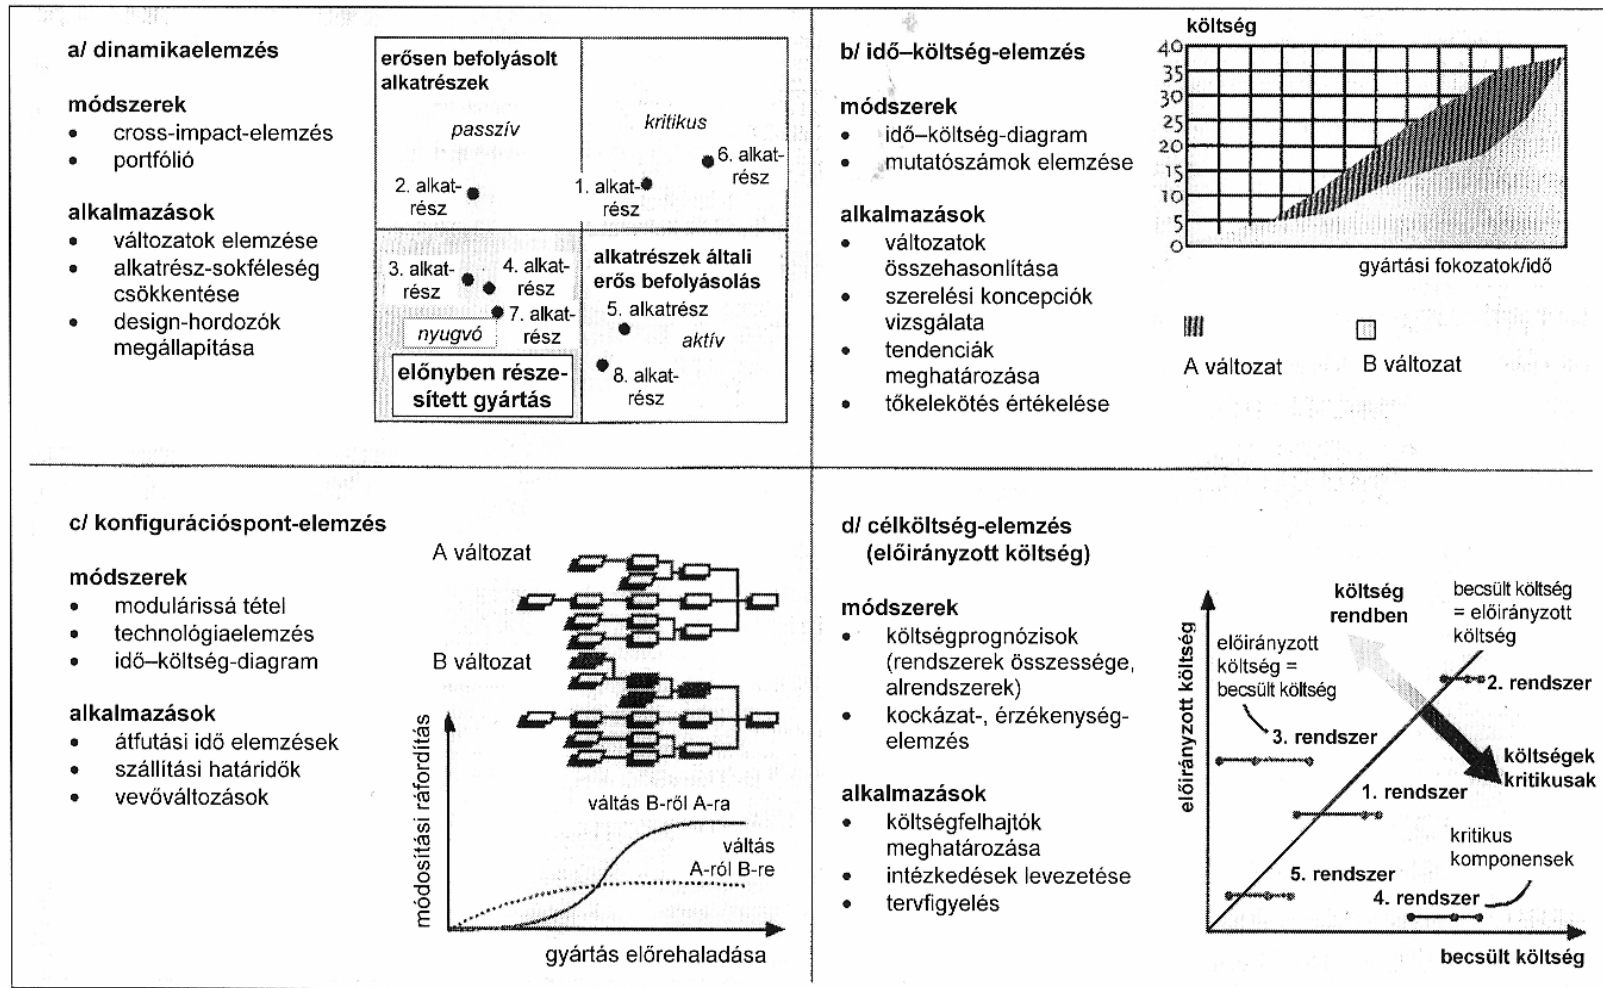 a/ dinamikaelemzés
módszerek
• cross-impact-elemzés
• portfólió
alkalmazások
• változatok elemzése
• alkatrész-sokféleség
csökkentése
• design-hordozók
megállapítása
erősen befolyásolt
alkatrészek
passzív
kritikus
6. alkat-
rész
2. alkat-
rész
1. alkat-
rész
3. alkat-
rész
4. alkat-
rész
7. alkat-
rész
nyugvó
előnyben része-
sített gyártás
alkatrészek általi
erős befolyásolás
5. alkatrész
aktív
8. alkat-
rész
b/ idő–költség-elemzés
módszerek
• idő–költség-diagram
• mutatószámok elemzése
alkalmazások
• változatok
összehasonlítása
• szerelési koncepciók
vizsgálata
• tendenciák
meghatározása
• tőkelekötés értékelése
költség
40
35
30
25
20
15
10
5
0
gyártási fokozatok/idő
A változat
B változat
c/ konfigurációspont-elemzés
módszerek
• modulárissá tétel
• technológiaelemzés
• idő–költség-diagram
alkalmazások
• átfutási idő elemzések
• szállítási határidők
• vevőváltozások
A változat
B változat
módosítási ráfordítás
váltás B-ről A-ra
váltás
A-ról B-re
gyártás előrehaladása
d/ célköltség-elemzés
(előirányzott költség)
módszerek
• költségprognózisok
(rendszerek összessége,
alrendszerek)
• kockázat-, érzékenység-
elemzés
alkalmazások
• költségfelhajtók
meghatározása
• intézkedések levezetése
• tervfigyelés
előirányzott költség
költség
rendben
becsült költség
= előirányzott
költség
előirányzott
költség =
becsült költség
2. rendszer
3. rendszer
költségek
kritikusak
1. rendszer
kritikus
komponensek
5. rendszer
4. rendszer
becsült költség